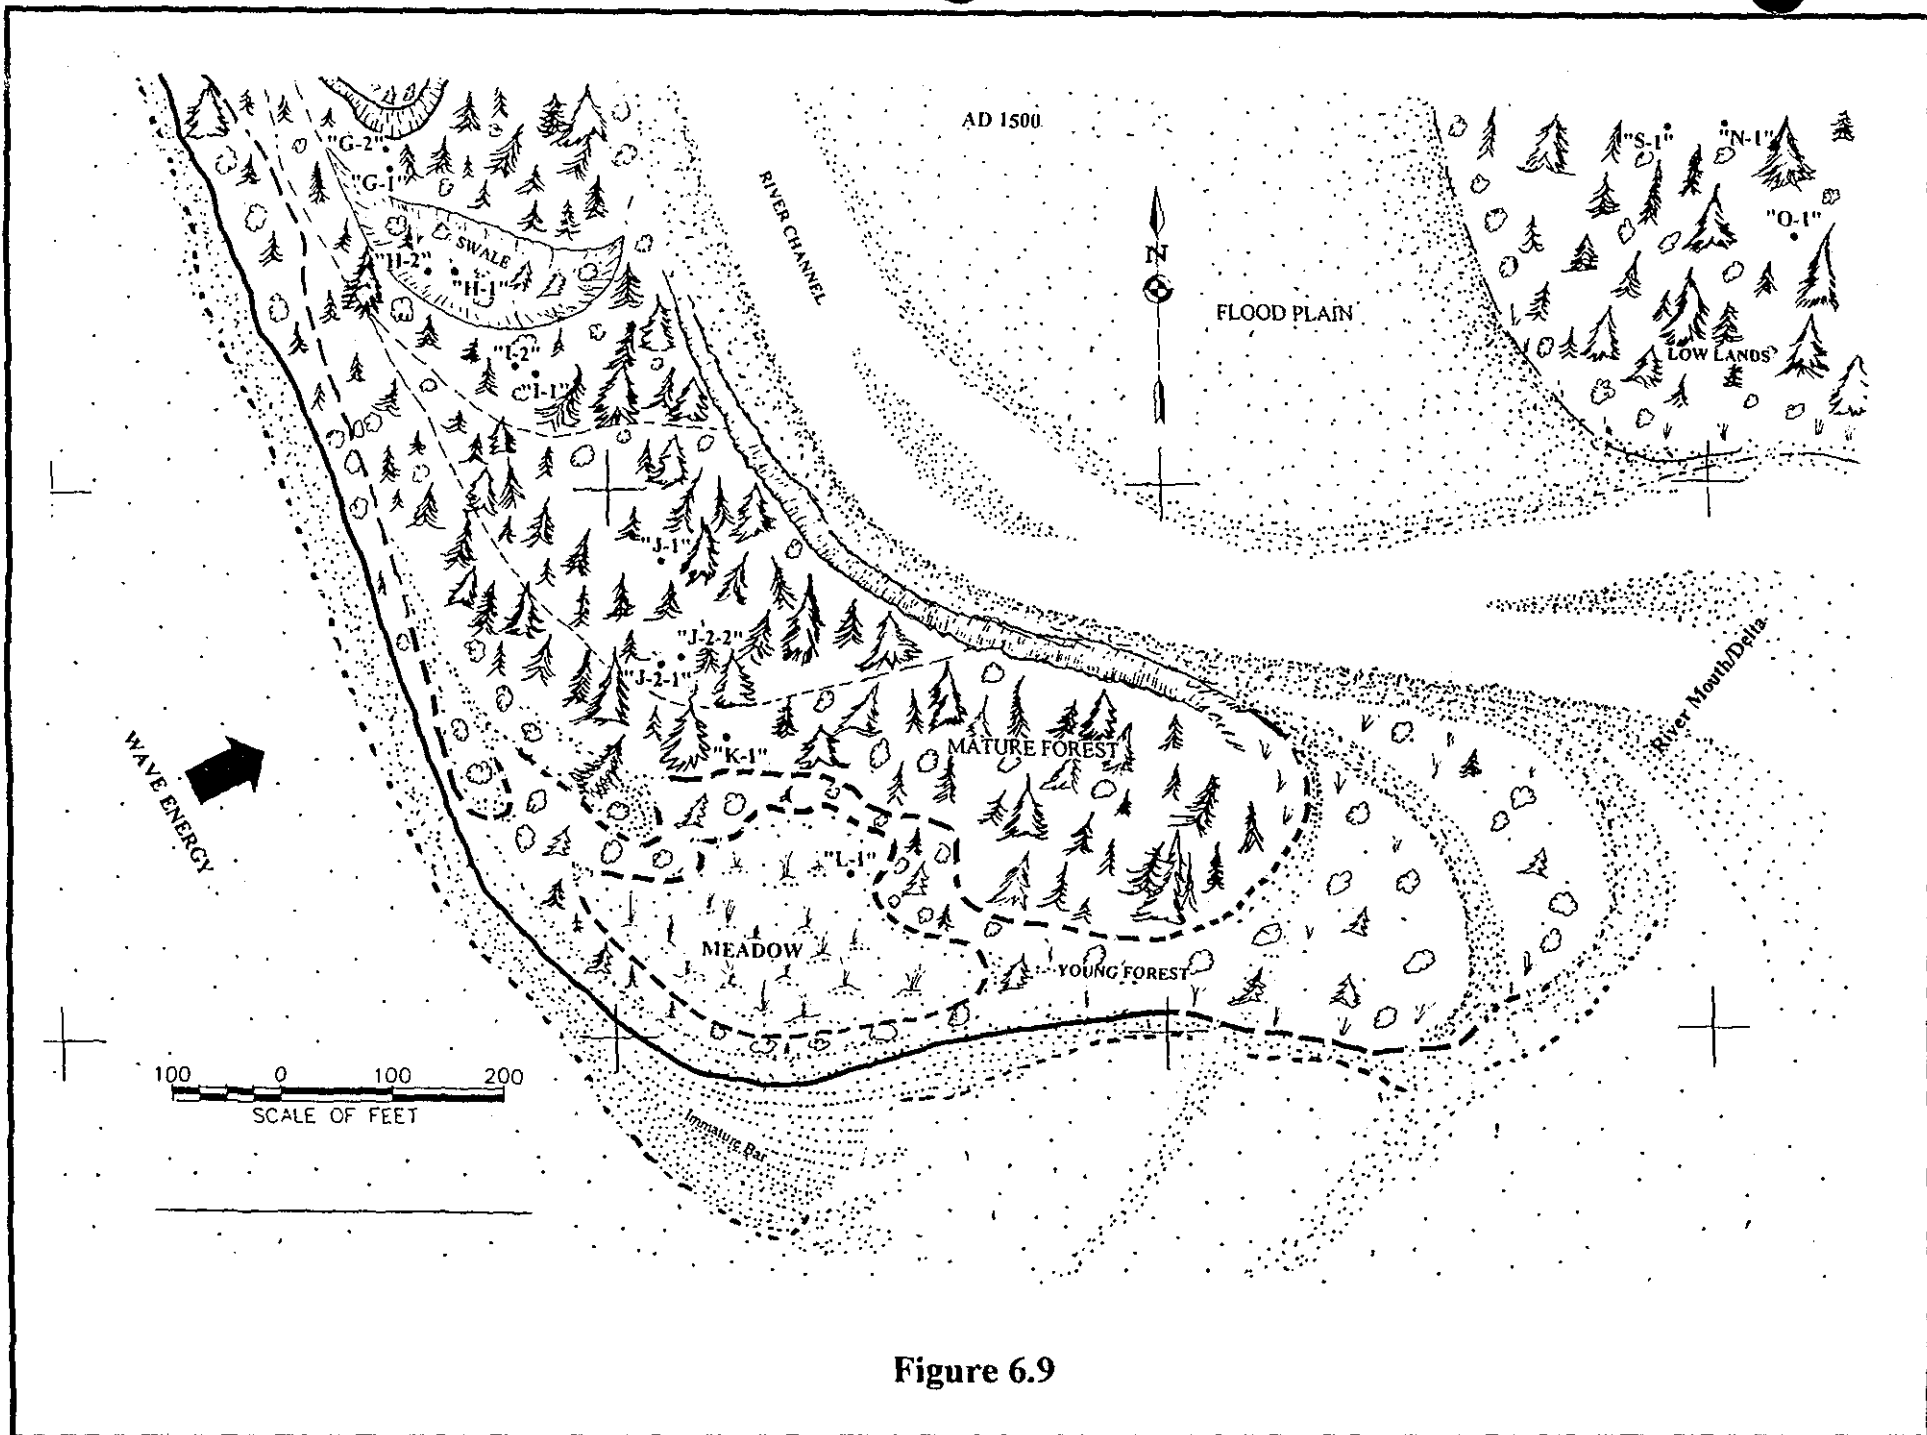 AD 1500
"G-2"
"S-1"
"N-1"
"G-1"
RIVER CHANNEL
"O-1"
SWALE
N
"H-2"
"H-1"
FLOOD PLAIN
"I-2"
LOW LANDS
"I-1"
"J-1"
"J-2-2"
"J-2-1"
River Mouth/Delta
WAVE ENERGY
"K-1"
MATURE FOREST
"L-1"
MEADOW
YOUNG FOREST
100 0 100 200
SCALE OF FEET
Immature Bar
Figure 6.9